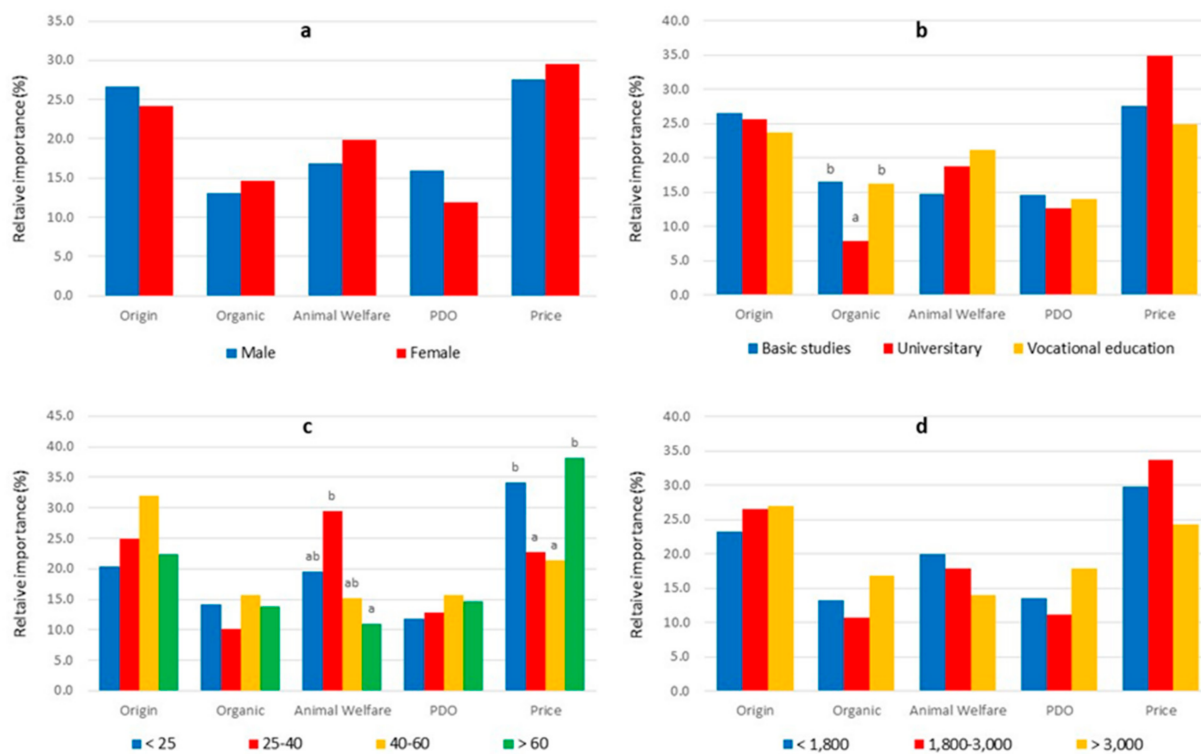 a
Reltaive importance (%)
35.0
30.0
25.0
20.0
15.0
10.0
5.0
0.0
Origin Organic Animal Welfare PDO Price
Male Female
b
Reltaive importance (%)
40.0
35.0
30.0
25.0
20.0
15.0
10.0
5.0
0.0
b a b
Origin Organic Animal Welfare PDO Price
Basic studies Universitary Vocational education
c
Reltaive importance (%)
45.0
40.0
35.0
30.0
25.0
20.0
15.0
10.0
5.0
0.0
ab b ab a
b a a b
Origin Organic Animal Welfare PDO Price
< 25 25-40 40-60 > 60
d
Reltaive importance (%)
40.0
35.0
30.0
25.0
20.0
15.0
10.0
5.0
0.0
Origin Organic Animal Welfare PDO Price
< 1,800 1,800-3,000 > 3,000